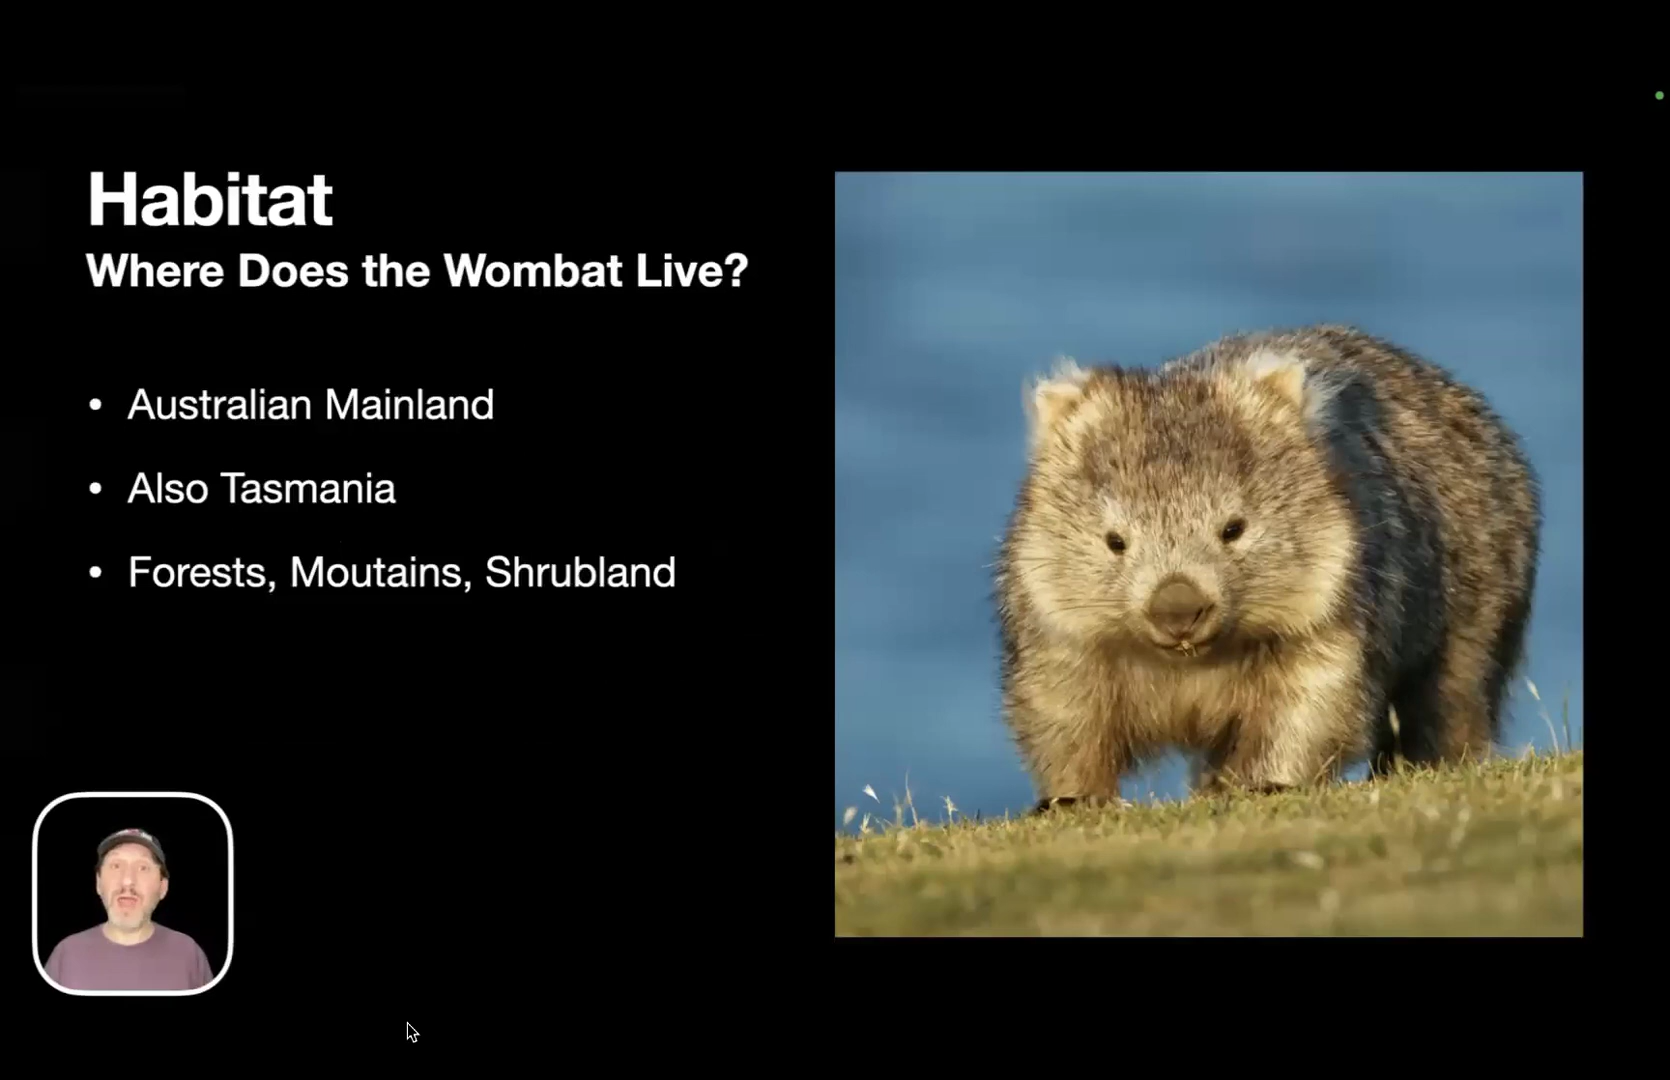 Habitat
Where Does the Wombat Live?
• Australian Mainland
• Also Tasmania
• Forests, Moutains, Shrubland